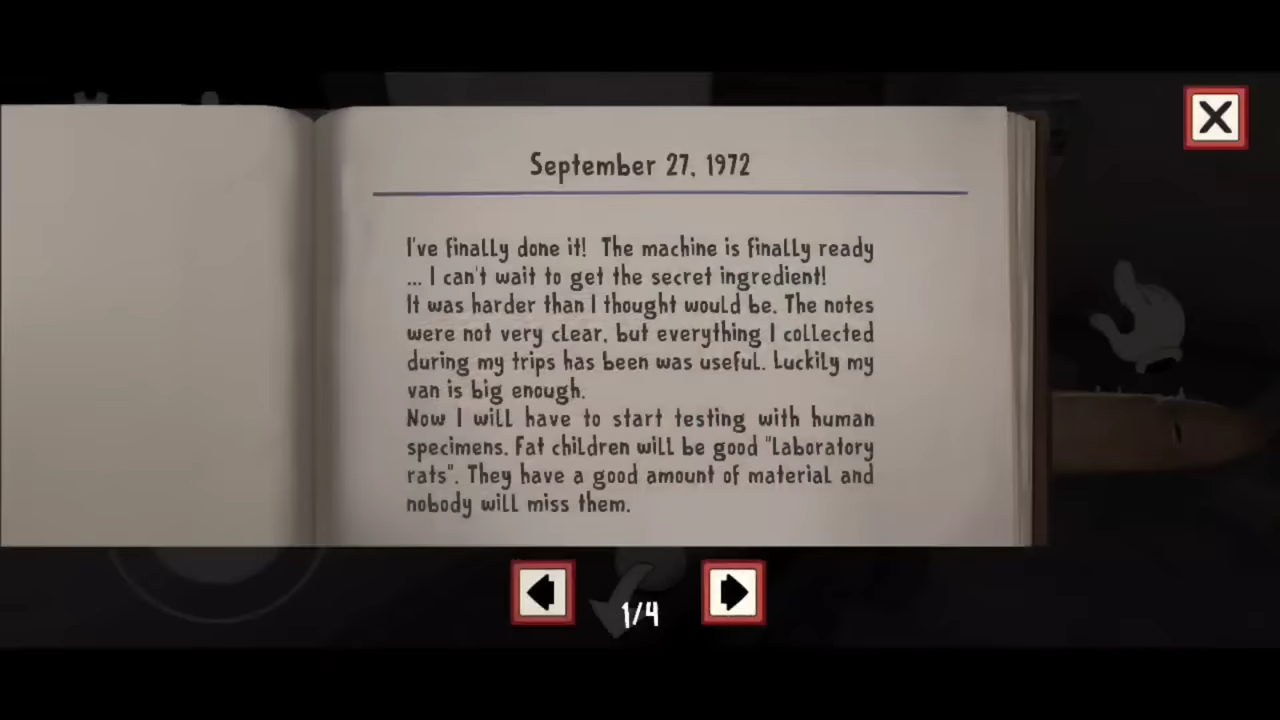 September 27, 1972
I've finally done it! The machine is finally ready
... I can't wait to get the secret ingredient!
It was harder than I thought would be. The notes
were not very clear, but everything I collected
during my trips has been was useful. Luckily my
van is big enough.
Now I will have to start testing with human
specimens. Fat children will be good "Laboratory
rats". They have a good amount of material and
nobody will miss them.
1/4